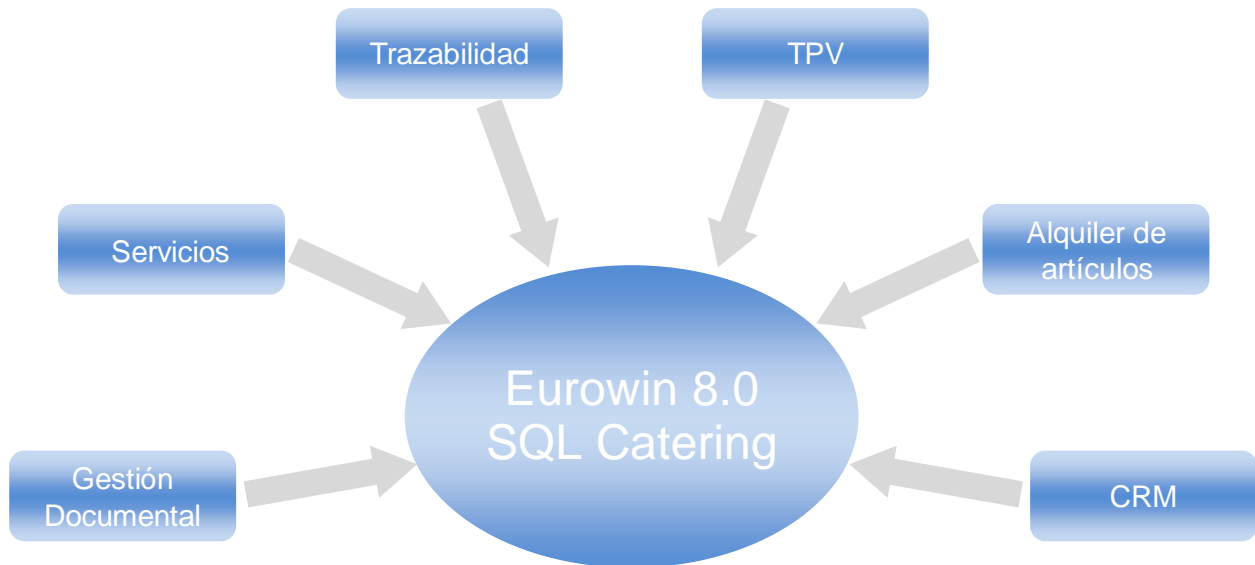 Trazabilidad
TPV
Servicios
Alquiler de
artículos
Eurowin 8.0
SQL Catering
Gestión
Documental
CRM